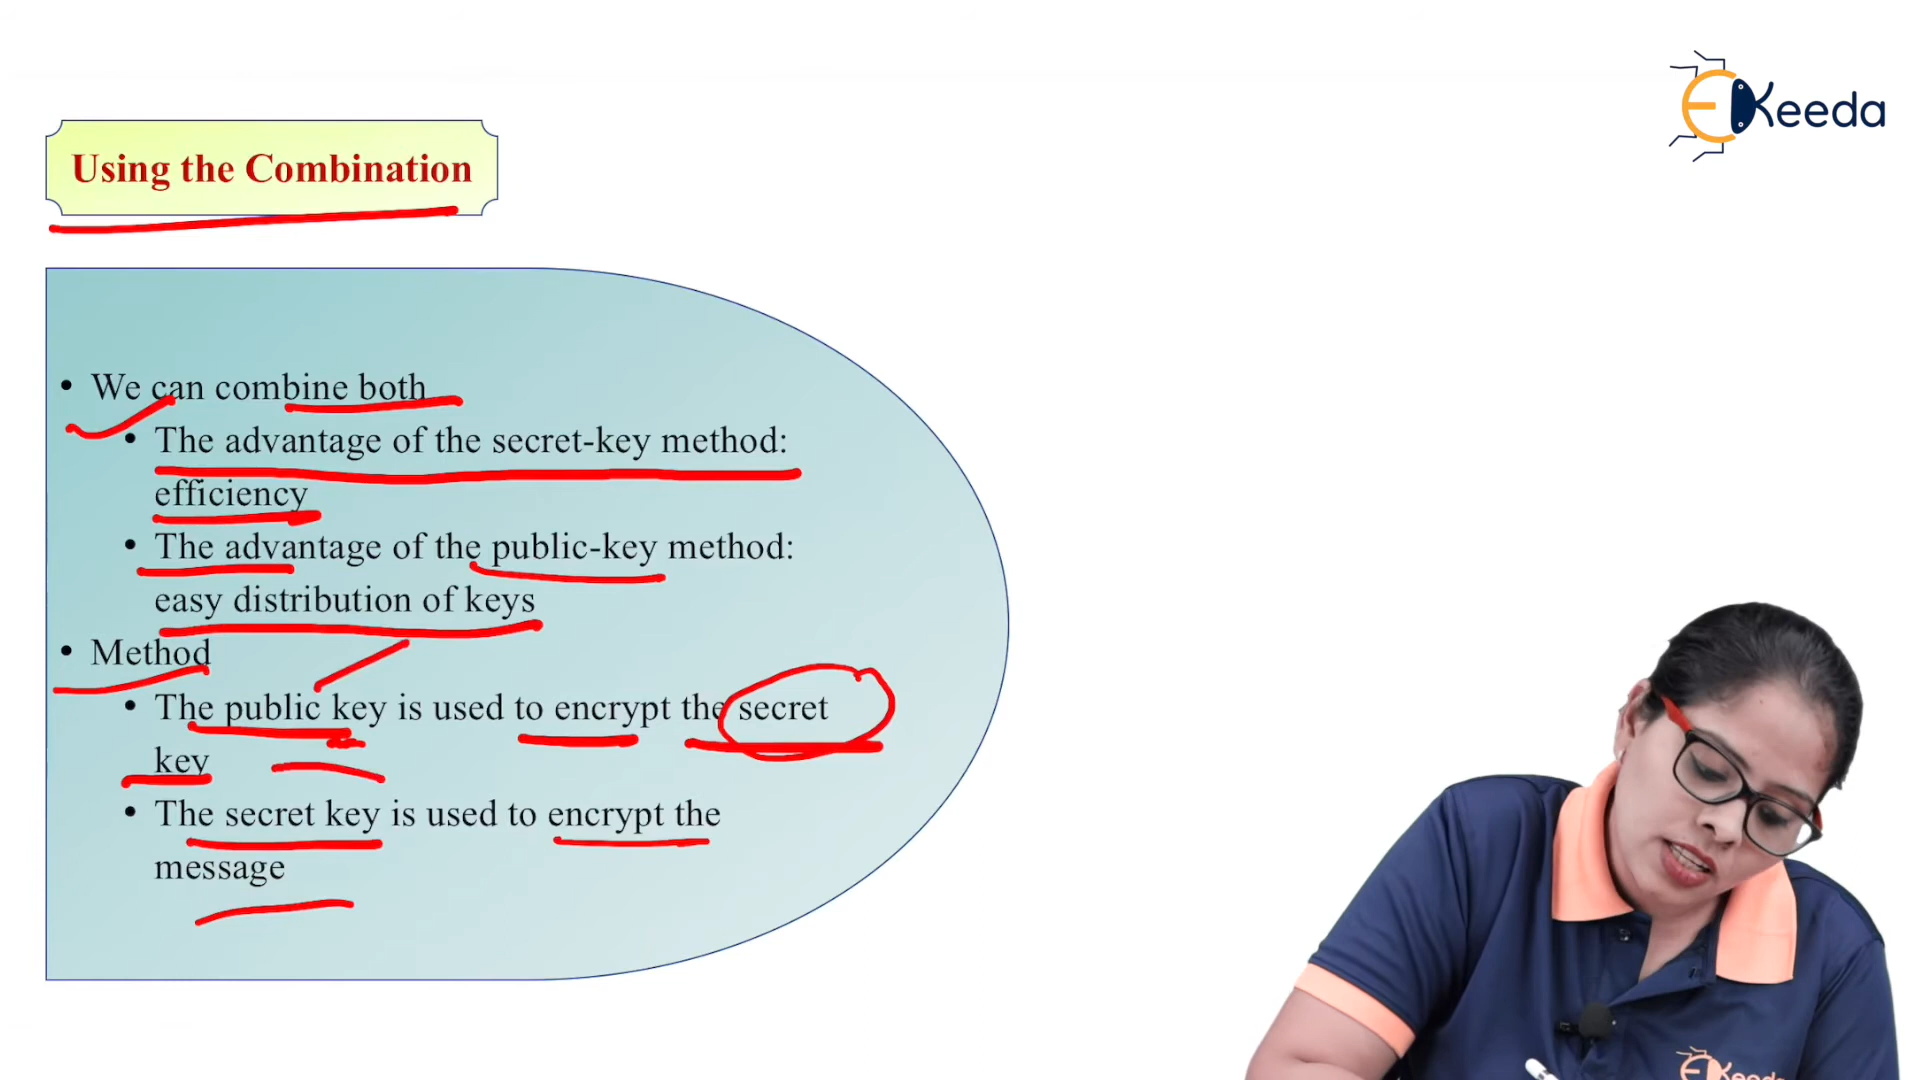 EKeeda
Using the Combination
• We can combine both
• The advantage of the secret-key method:
efficiency
• The advantage of the public-key method:
easy distribution of keys
• Method
• The public key is used to encrypt the secret
key
• The secret key is used to encrypt the
message
EKeeda